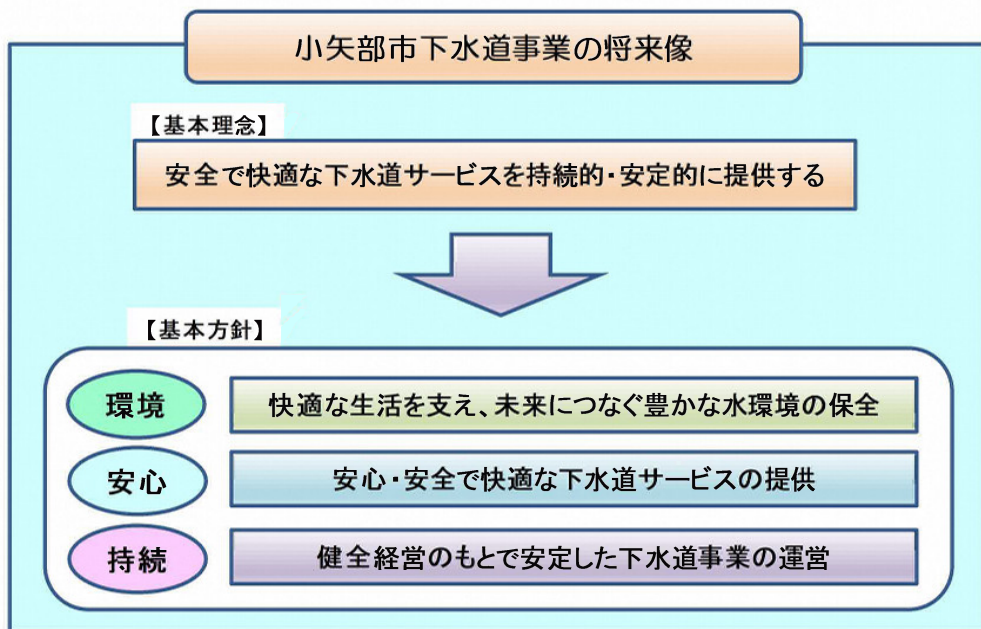 小矢部市下水道事業の将来像
【基本理念】
安全で快適な下水道サービスを持続的・安定的に提供する
【基本方針】
環境
快適な生活を支え、未来につなぐ豊かな水環境の保全
安心
安心・安全で快適な下水道サービスの提供
持続
健全経営のもとで安定した下水道事業の運営